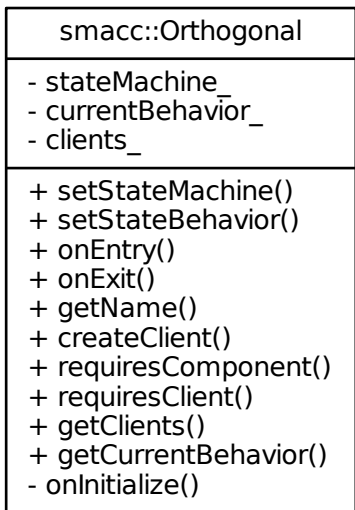 smacc::Orthogonal
- stateMachine_
- currentBehavior_
- clients_
+ setStateMachine()
+ setStateBehavior()
+ onEntry()
+ onExit()
+ getName()
+ createClient()
+ requiresComponent()
+ requiresClient()
+ getClients()
+ getCurrentBehavior()
- onInitialize()